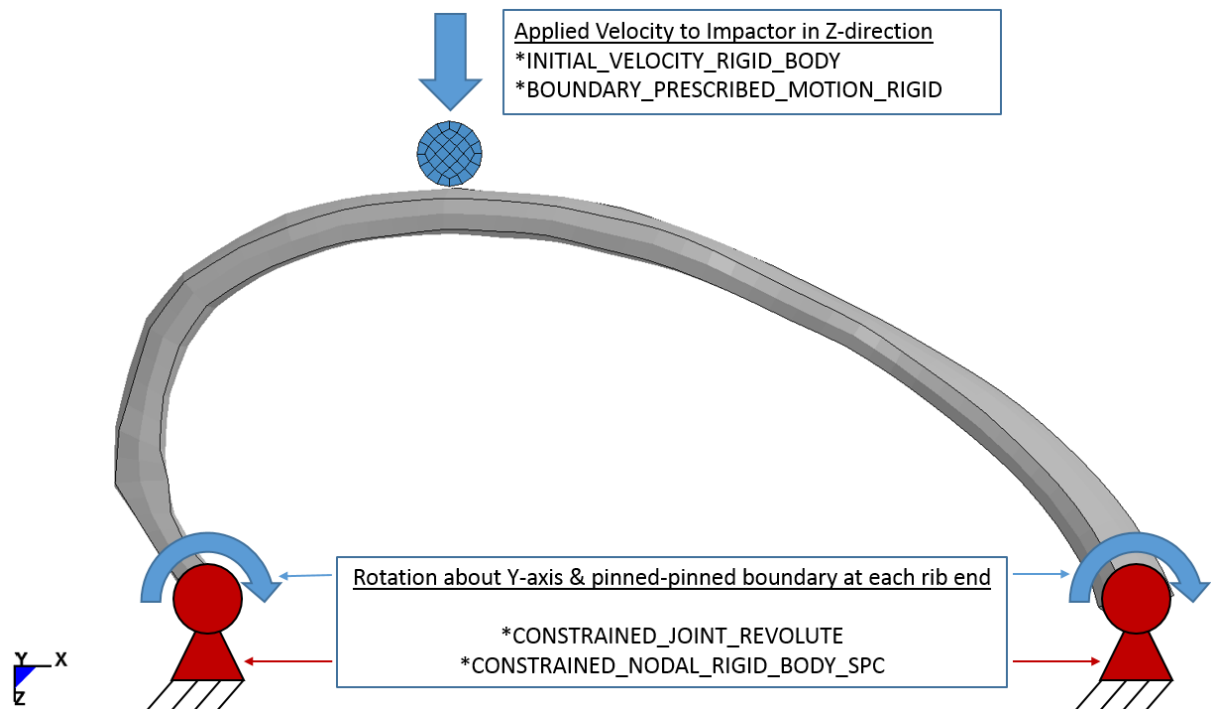 Applied Velocity to Impactor in Z-direction
*INITIAL_VELOCITY_RIGID_BODY
*BOUNDARY_PRESCRIBED_MOTION_RIGID
Rotation about Y-axis & pinned-pinned boundary at each rib end
*CONSTRAINED_JOINT_REVOLUTE
*CONSTRAINED_NODAL_RIGID_BODY_SPC
Y X
Z